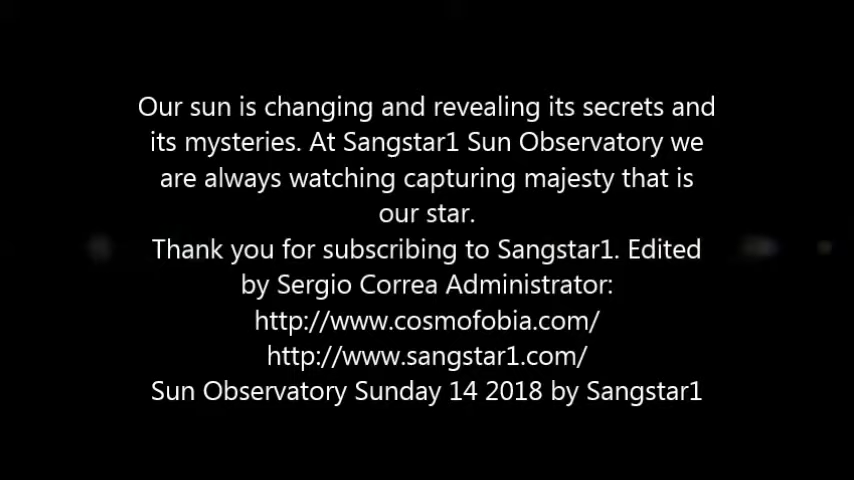 Our sun is changing and revealing its secrets and
its mysteries. At Sangstar1 Sun Observatory we
are always watching capturing majesty that is
our star.
Thank you for subscribing to Sangstar1. Edited
by Sergio Correa Administrator:
http://www.cosmofobia.com/
http://www.sangstar1.com/
Sun Observatory Sunday 14 2018 by Sangstar1